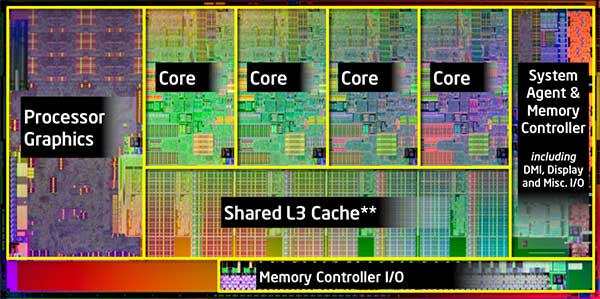 Processor
Graphics
Core
Core
Core
Core
System
Agent &
Memory
Controller
including
DMI, Display
and Misc. I/O
Shared L3 Cache**
Memory Controller I/O